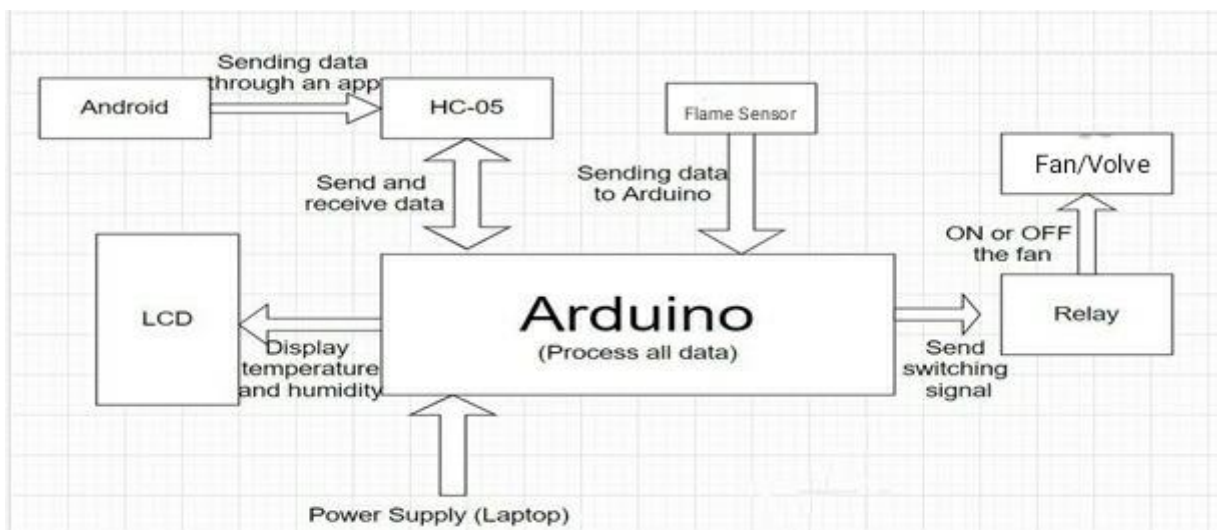 Sending data
through an app
Android
HC-05
Flame Sensor
Fan/Volve
Send and
receive data
Sending data
to Arduino
ON or OFF
the fan
LCD
Arduino
(Process all data)
Relay
Display
temperature
and humidity
Send
switching
signal
Power Supply (Laptop)